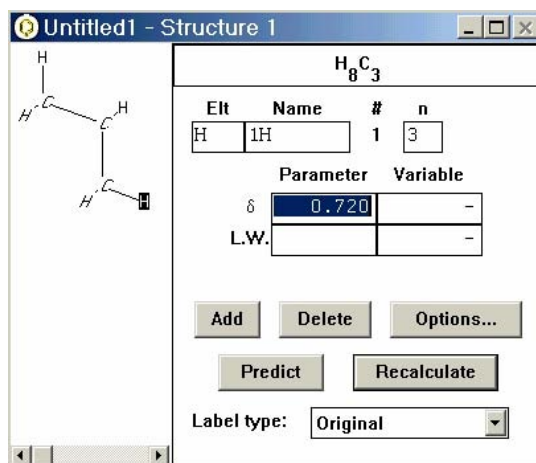 Untitled1 - Structure 1
H
H C H
C
C
H H
H8C3
Elt Name # n
H 1H 1 3
Parameter Variable
δ 0.720 -
L.W. -
Add Delete Options...
Predict Recalculate
Label type: Original